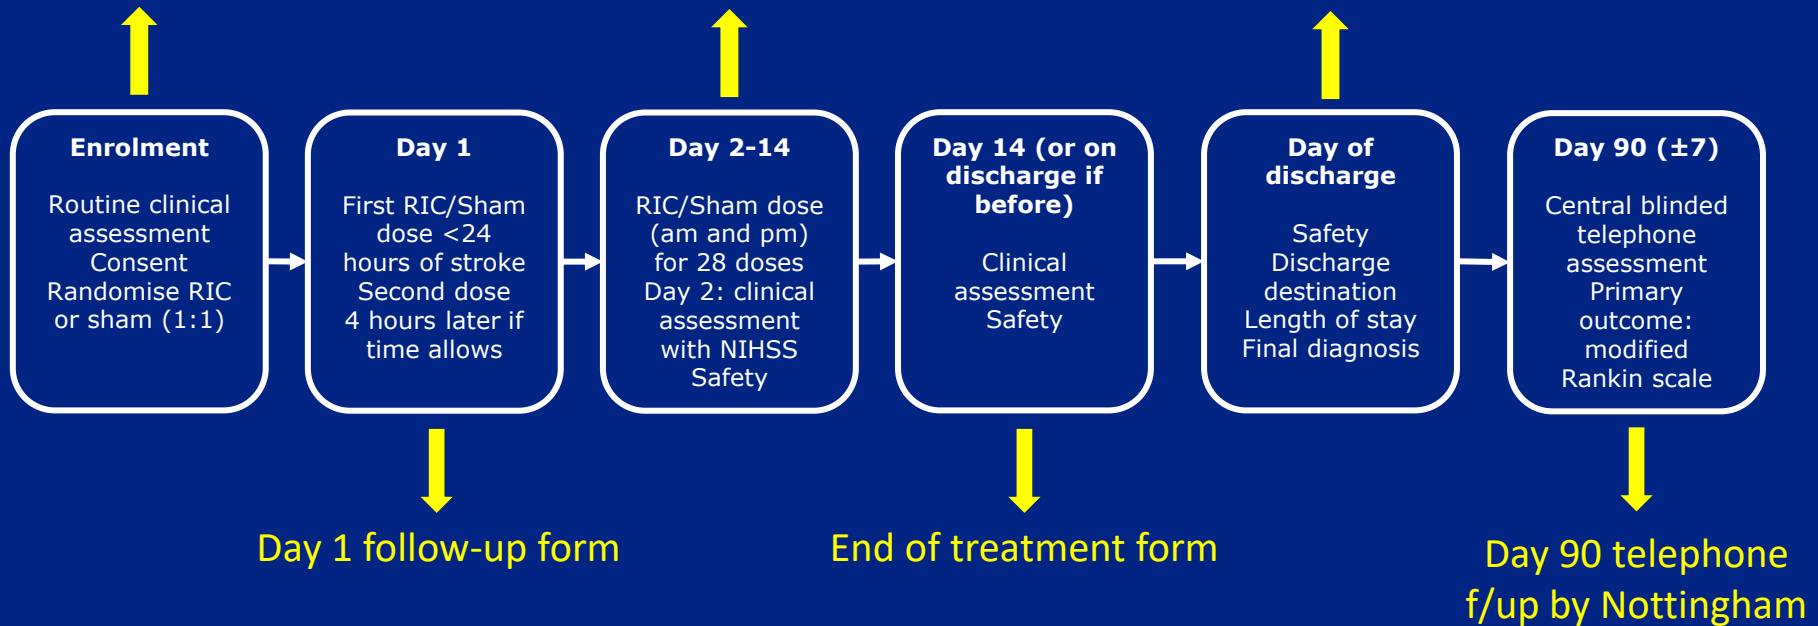 Enrolment
Routine clinical
assessment
Consent
Randomise RIC
or sham (1:1)
Day 1
First RIC/Sham
dose <24
hours of stroke
Second dose
4 hours later if
time allows
Day 2-14
RIC/Sham dose
(am and pm)
for 28 doses
Day 2: clinical
assessment
with NIHSS
Safety
Day 14 (or on
discharge if
before)
Clinical
assessment
Safety
Day of
discharge
Safety
Discharge
destination
Length of stay
Final diagnosis
Day 90 (±7)
Central blinded
telephone
assessment
Primary
outcome:
modified
Rankin scale
Day 1 follow-up form
End of treatment form
Day 90 telephone
f/up by Nottingham